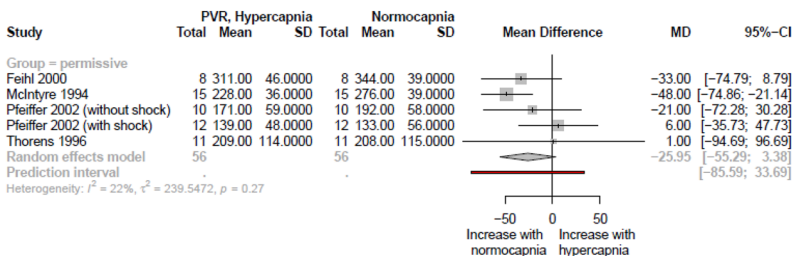 PVR, Hypercapnia Normocapnia
Study Total Mean SD Total Mean SD Mean Difference MD 95%−CI
Group = permissive
Feihl 2000 8 311.00 46.0000 8 344.00 39.0000 −33.00 [−74.79; 8.79]
McIntyre 1994 15 228.00 36.0000 15 276.00 39.0000 −48.00 [−74.86; −21.14]
Pfeiffer 2002 (without shock) 10 171.00 59.0000 10 192.00 58.0000 −21.00 [−72.28; 30.28]
Pfeiffer 2002 (with shock) 12 139.00 48.0000 12 133.00 56.0000 6.00 [−35.73; 47.73]
Thorens 1996 11 209.00 114.0000 11 208.00 115.0000 1.00 [−94.69; 96.69]
Random effects model 56 56 −25.95 [−55.29; 3.38]
Prediction interval . . [−85.59; 33.69]
Heterogeneity: I² = 22%, τ² = 239.5472, p = 0.27
−50 0 50
Increase with Increase with
normocapnia hypercapnia